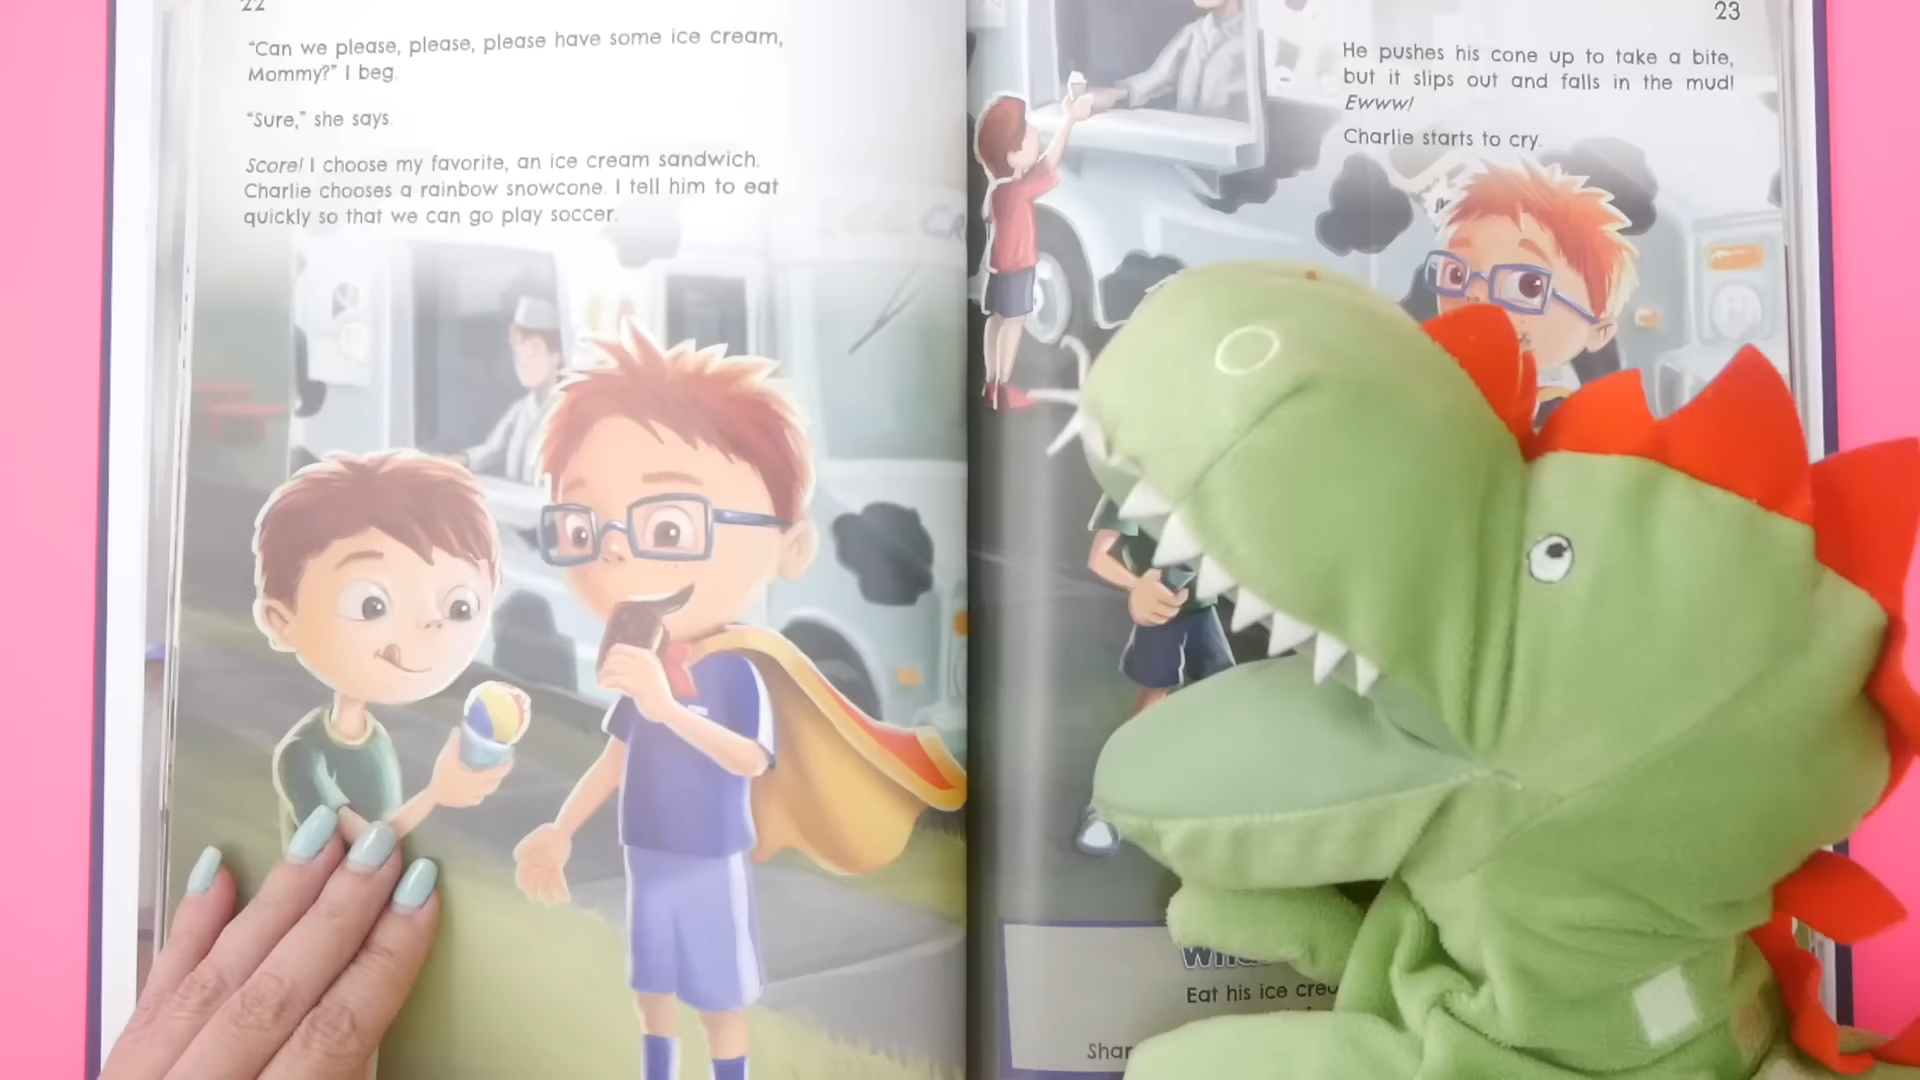 22
"Can we please, please, please have some ice cream,
Mommy?" I beg.
"Sure," she says.
Score! I choose my favorite, an ice cream sandwich.
Charlie chooses a rainbow snowcone. I tell him to eat
quickly so that we can go play soccer.
23
He pushes his cone up to take a bite,
but it slips out and falls in the mud!
Ewww!
Charlie starts to cry.
Eat his ice